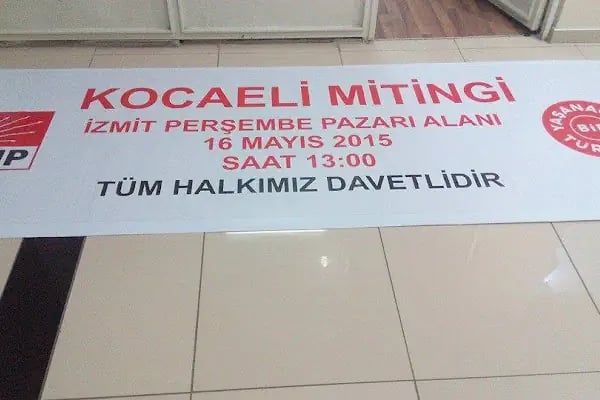 KOCAELİ MİTİNGİ
İZMİT PERŞEMBE PAZARI ALANI
16 MAYIS 2015
SAAT 13:00
TÜM HALKIMIZ DAVETLİDİR